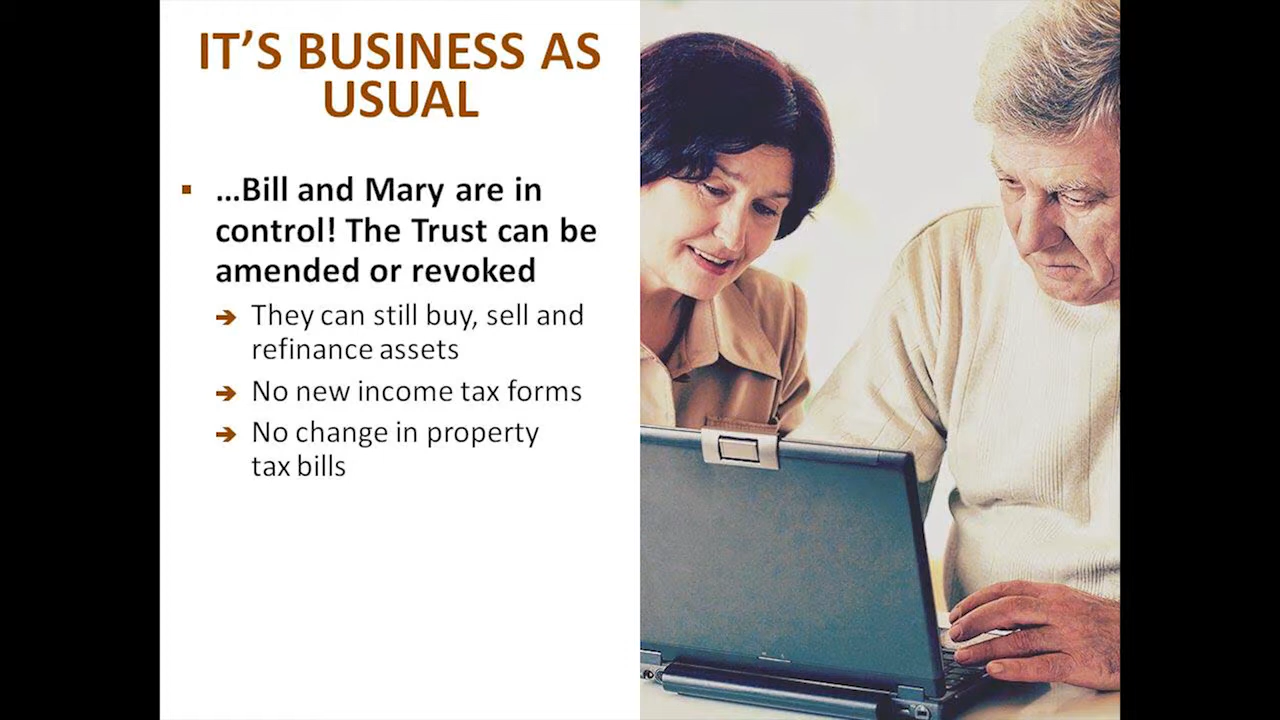 IT'S BUSINESS AS
USUAL
▪ ...Bill and Mary are in
control! The Trust can be
amended or revoked
➔ They can still buy, sell and
refinance assets
➔ No new income tax forms
➔ No change in property
tax bills